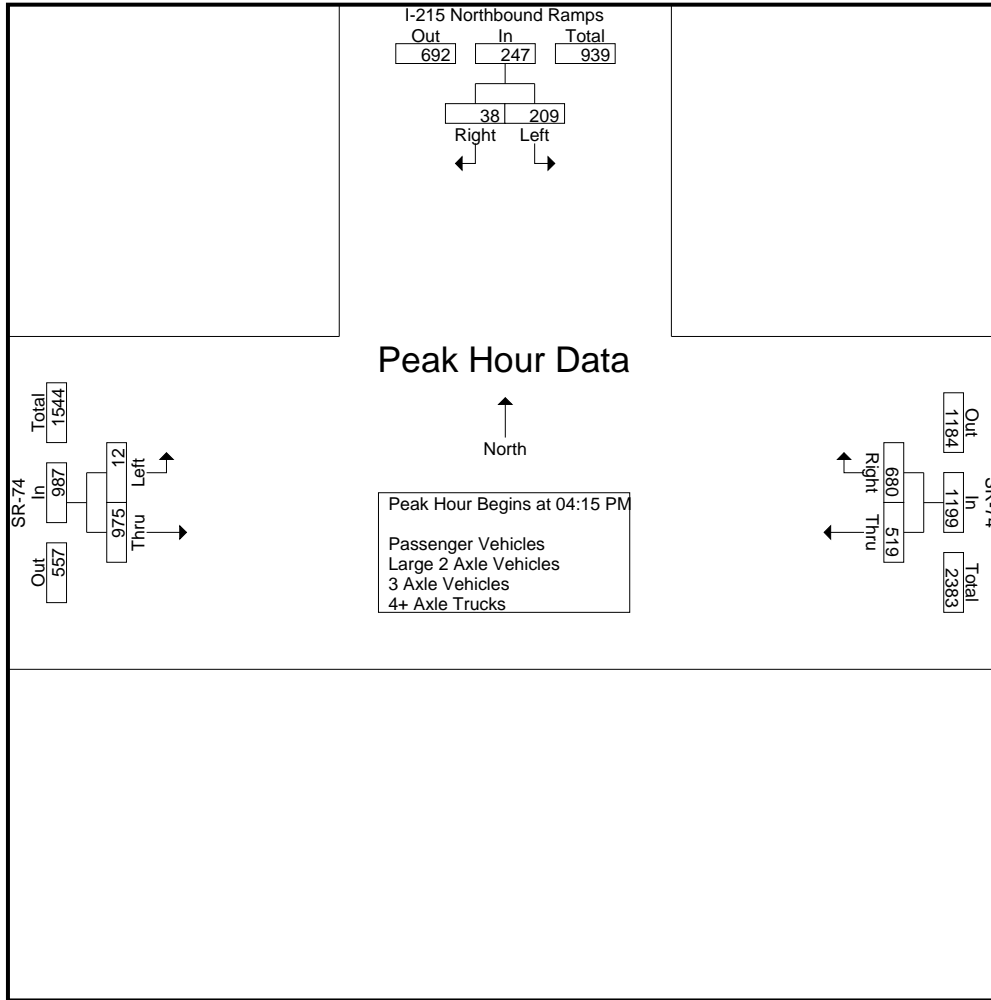 I-215 Northbound Ramps
Out In Total
692 247 939
38 209
Right Left
Peak Hour Data
North
Peak Hour Begins at 04:15 PM
Passenger Vehicles
Large 2 Axle Vehicles
3 Axle Vehicles
4+ Axle Trucks
SR-74
Out In Total
557 987 1544
Left
12
Thru
975
SR-74
Out In Total
1184 1199 2383
Right Thru
680 519